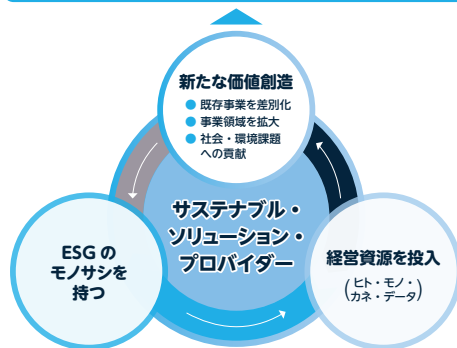 新たな価値創造
● 既存事業を差別化
● 事業領域を拡大
● 社会・環境課題
への貢献
サステナブル・
ソリューション・
プロバイダー
ESG の
モノサシを
持つ
経営資源を投入
(ヒト・モノ・
カネ・データ)